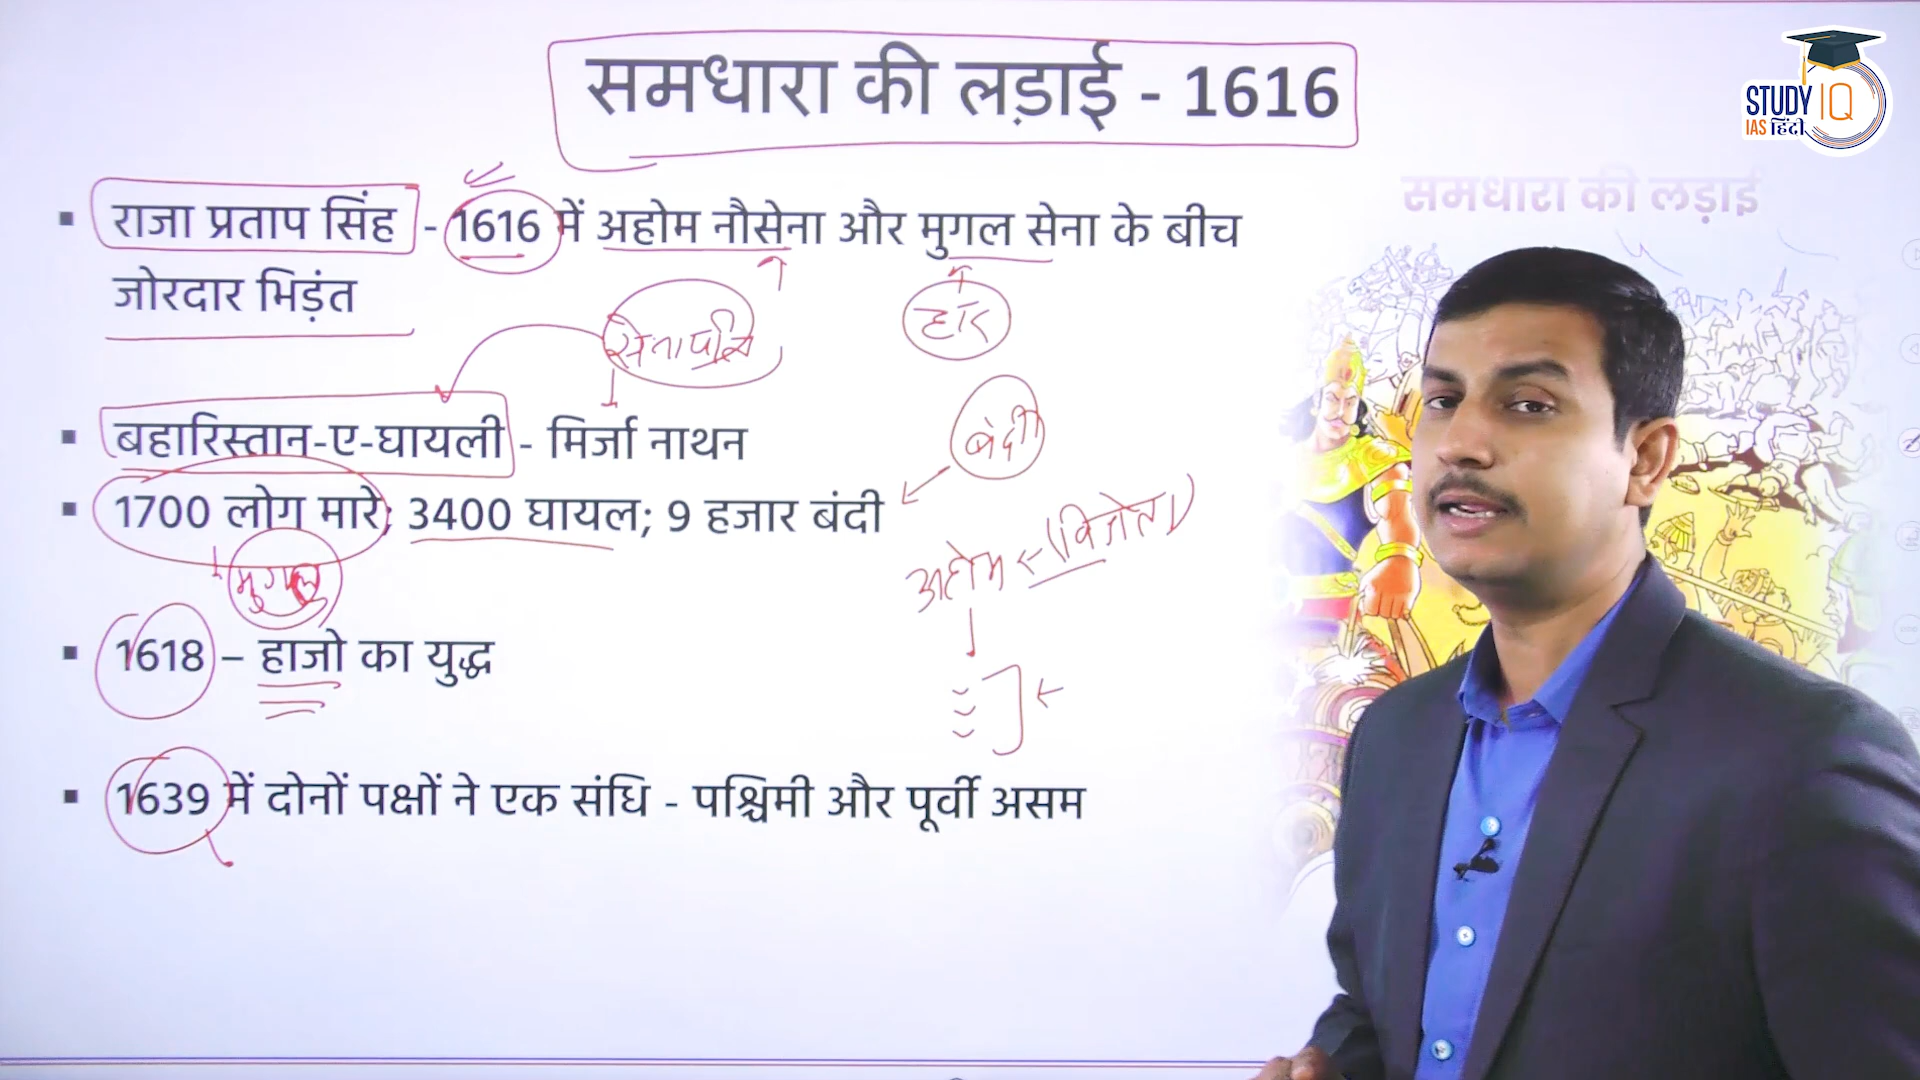 समधारा की लड़ाई - 1616
STUDY IQ
IAS हिंदी
समधारा की लड़ाई
▪ राजा प्रताप सिंह - 1616 में अहोम नौसेना और मुगल सेना के बीच
जोरदार भिड़ंत
सेनापति
हार
▪ बहारिस्तान-ए-घायली - मिर्जा नाथन
बंदी
▪ 1700 लोग मारे; 3400 घायल; 9 हजार बंदी
अहोम ← (विजेता)
मुगल
▪ 1618 – हाजो का युद्ध
▪ 1639 में दोनों पक्षों ने एक संधि - पश्चिमी और पूर्वी असम